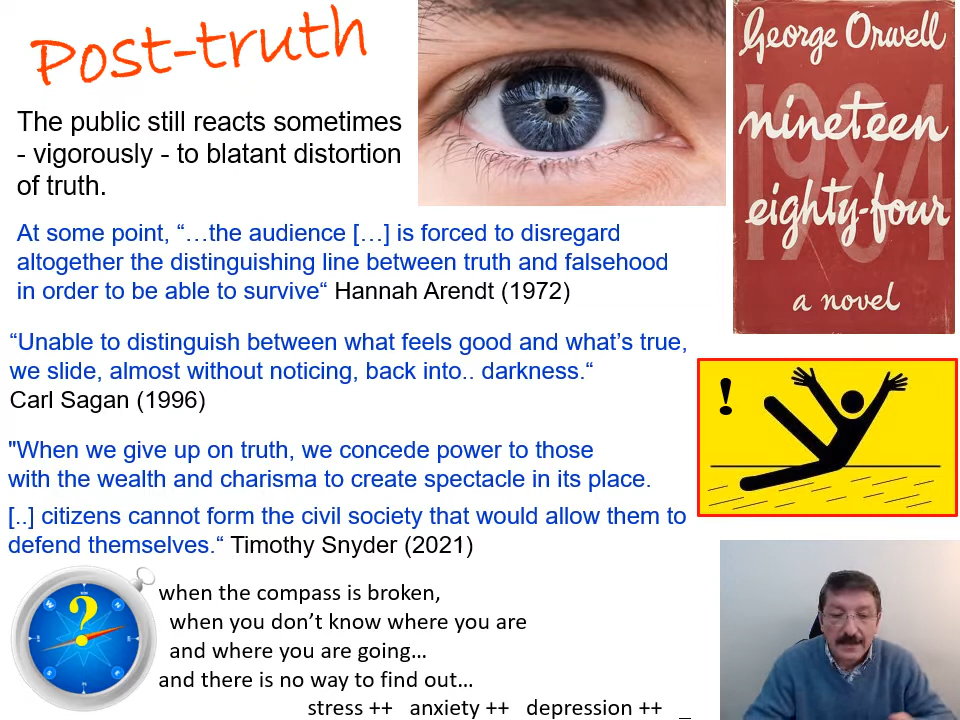 Post-truth
The public still reacts sometimes
- vigorously - to blatant distortion
of truth.
At some point, “…the audience […] is forced to disregard
altogether the distinguishing line between truth and falsehood
in order to be able to survive“ Hannah Arendt (1972)
“Unable to distinguish between what feels good and what’s true,
we slide, almost without noticing, back into.. darkness.“
Carl Sagan (1996)
"When we give up on truth, we concede power to those
with the wealth and charisma to create spectacle in its place.
[..] citizens cannot form the civil society that would allow them to
defend themselves.“ Timothy Snyder (2021)
when the compass is broken,
when you don’t know where you are
and where you are going…
and there is no way to find out…
stress ++ anxiety ++ depression ++ _
George Orwell
1984
nineteen
eighty-four
1984
a novel
!
?